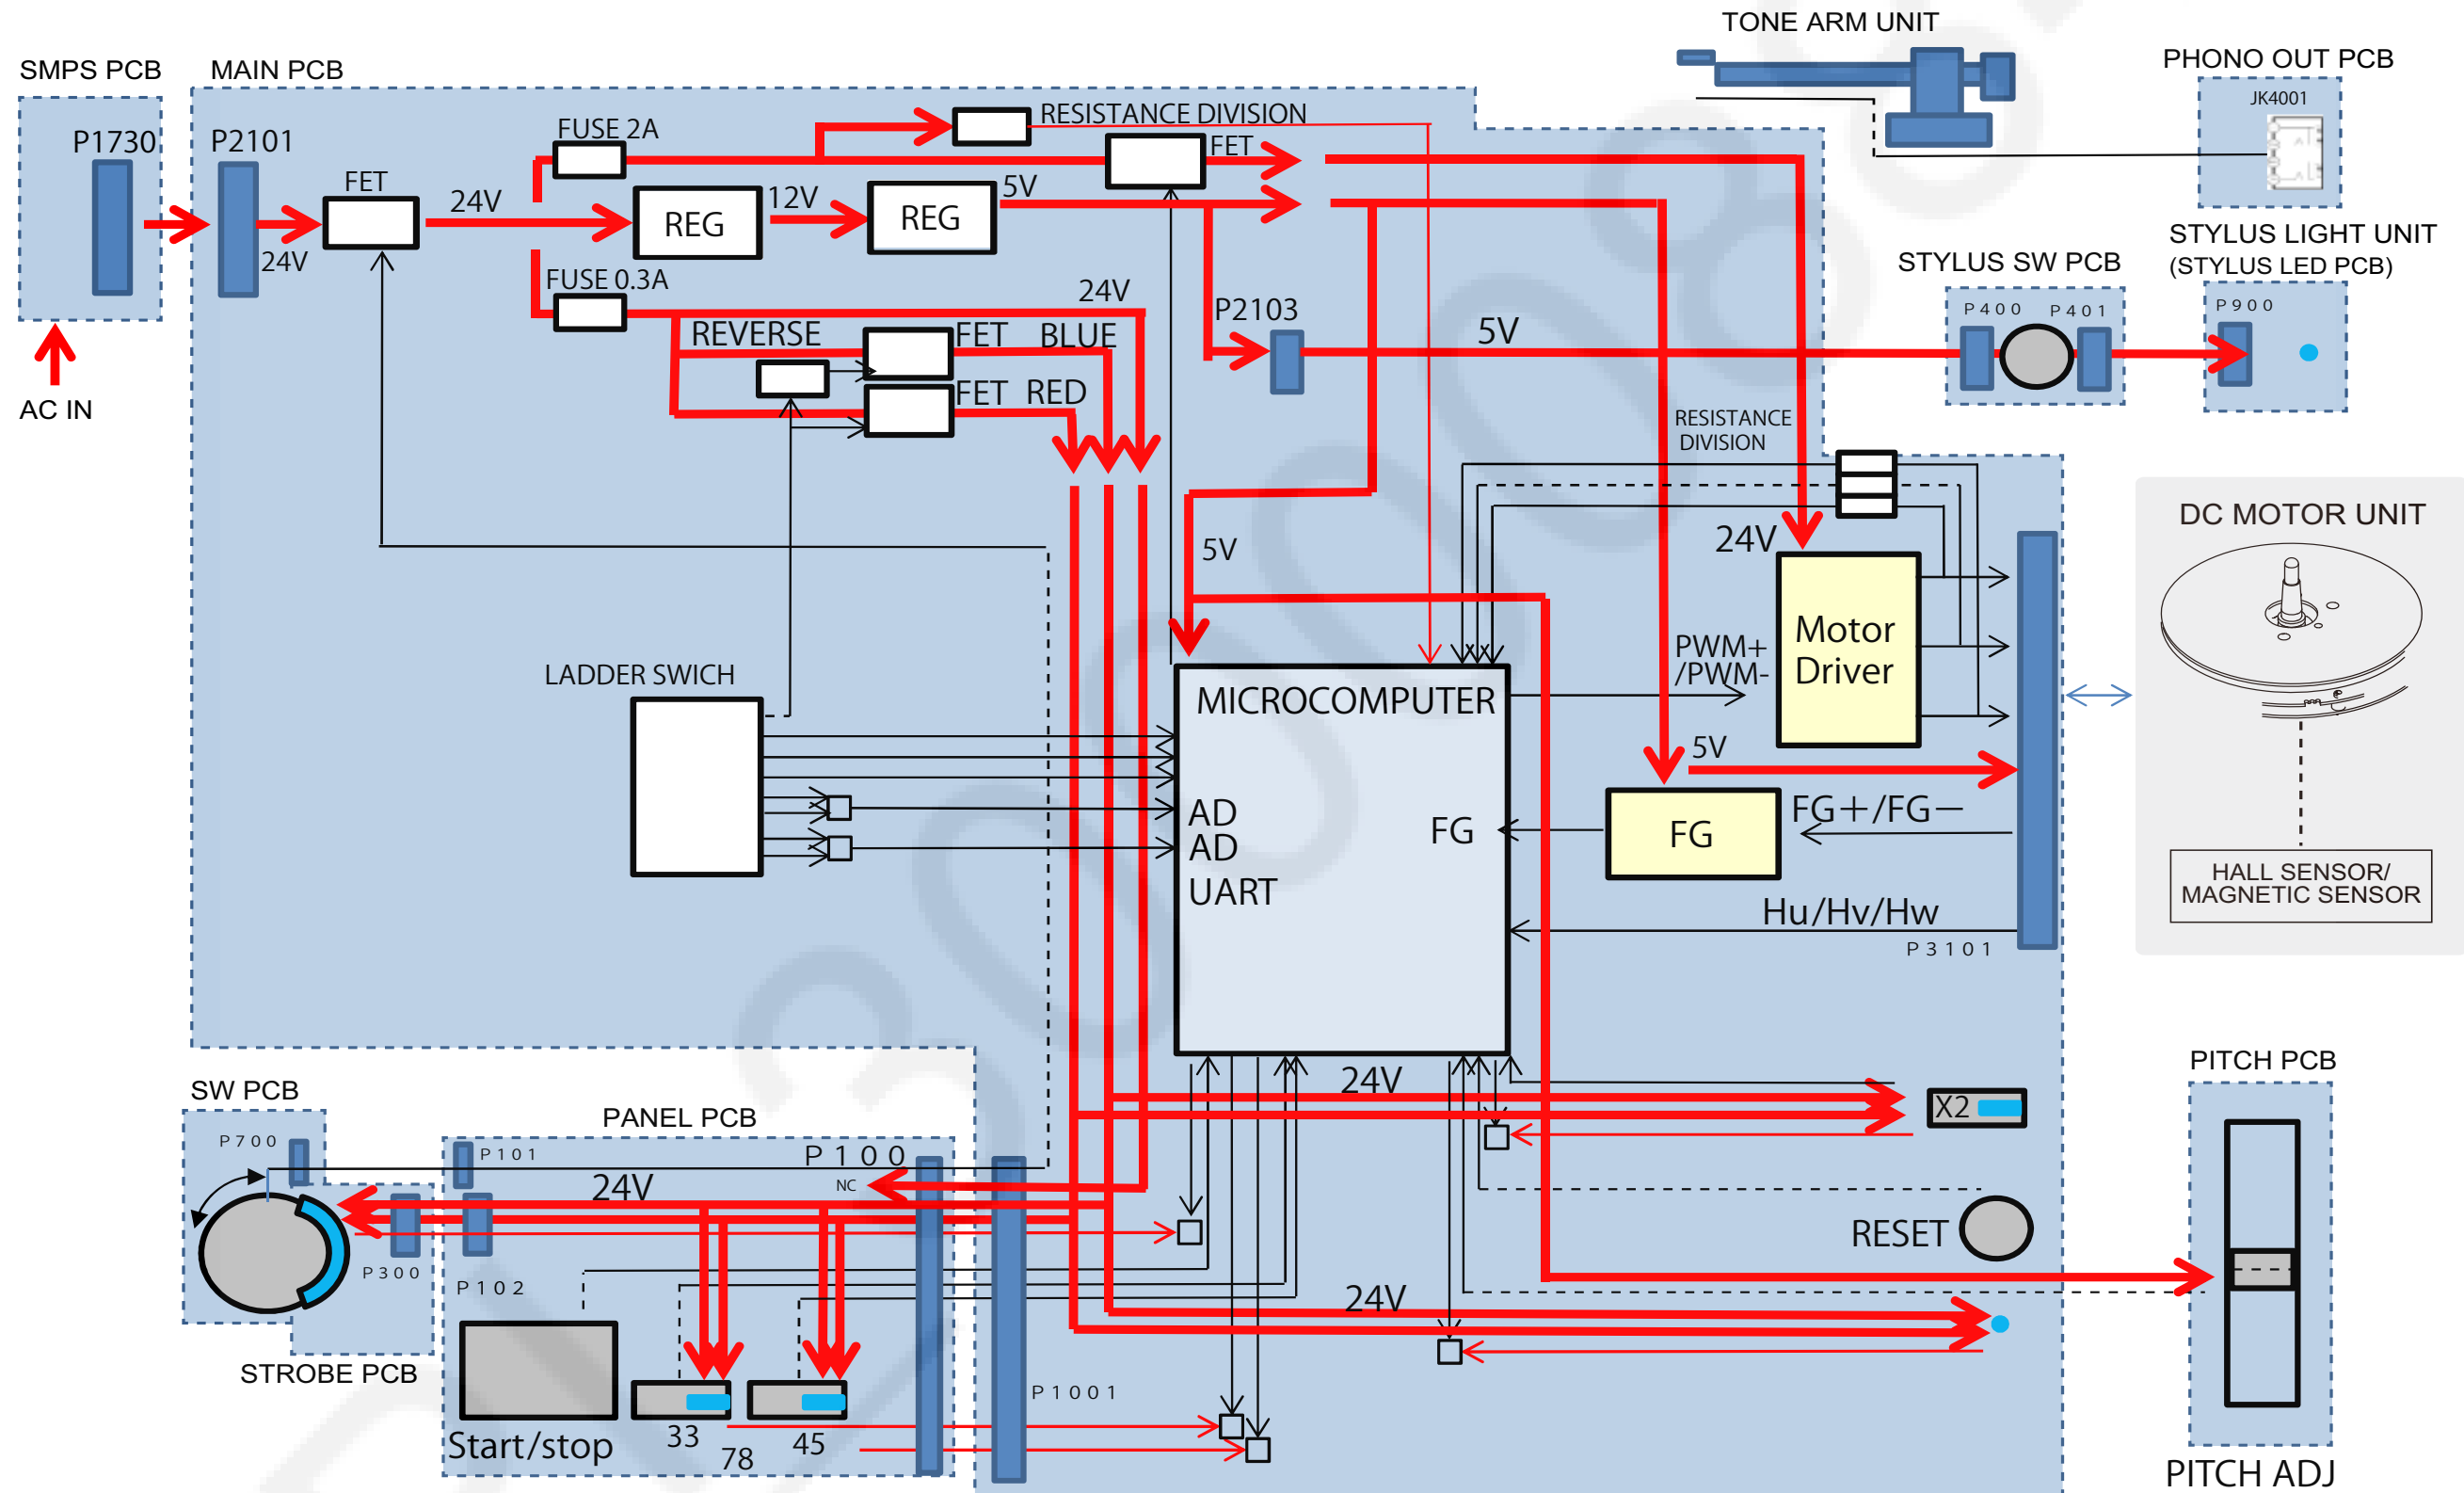 TONE ARM UNIT
SMPS PCB
MAIN PCB
PHONO OUT PCB
JK4001
P1730
P2101
FUSE 2A
RESISTANCE DIVISION
FET
FET
24V
24V
REG
12V
REG
5V
FUSE 0.3A
24V
P2103
REVERSE
FET
BLUE
FET
RED
5V
STYLUS SW PCB
P400
P401
STYLUS LIGHT UNIT
(STYLUS LED PCB)
P900
AC IN
RESISTANCE
DIVISION
DC MOTOR UNIT
24V
5V
Motor
Driver
PWM+
/PWM-
LADDER SWICH
MICROCOMPUTER
5V
AD
AD
UART
FG
FG
FG+/FG−
Hu/Hv/Hw
P3101
HALL SENSOR/
MAGNETIC SENSOR
24V
X2
PITCH PCB
SW PCB
P700
PANEL PCB
P101
P100
NC
24V
P300
P102
RESET
24V
STROBE PCB
P1001
Start/stop
33
78
45
PITCH ADJ